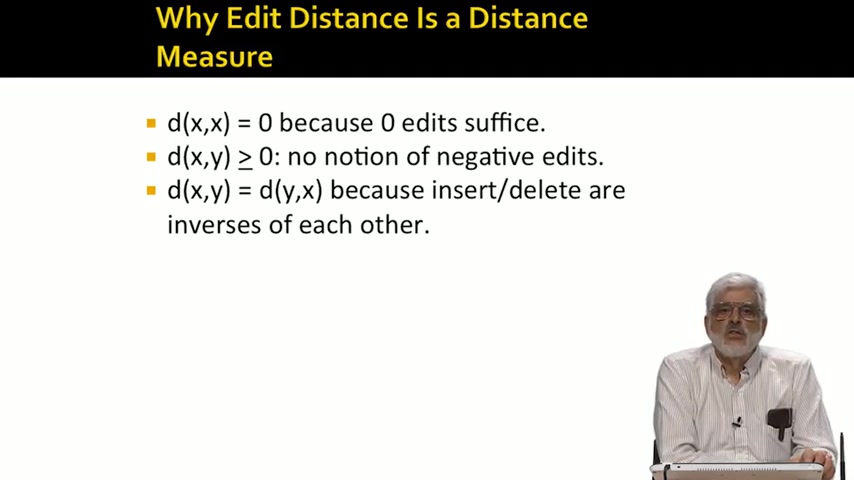 Why Edit Distance Is a Distance
Measure
▪ d(x,x) = 0 because 0 edits suffice.
▪ d(x,y) ≥ 0: no notion of negative edits.
▪ d(x,y) = d(y,x) because insert/delete are
inverses of each other.